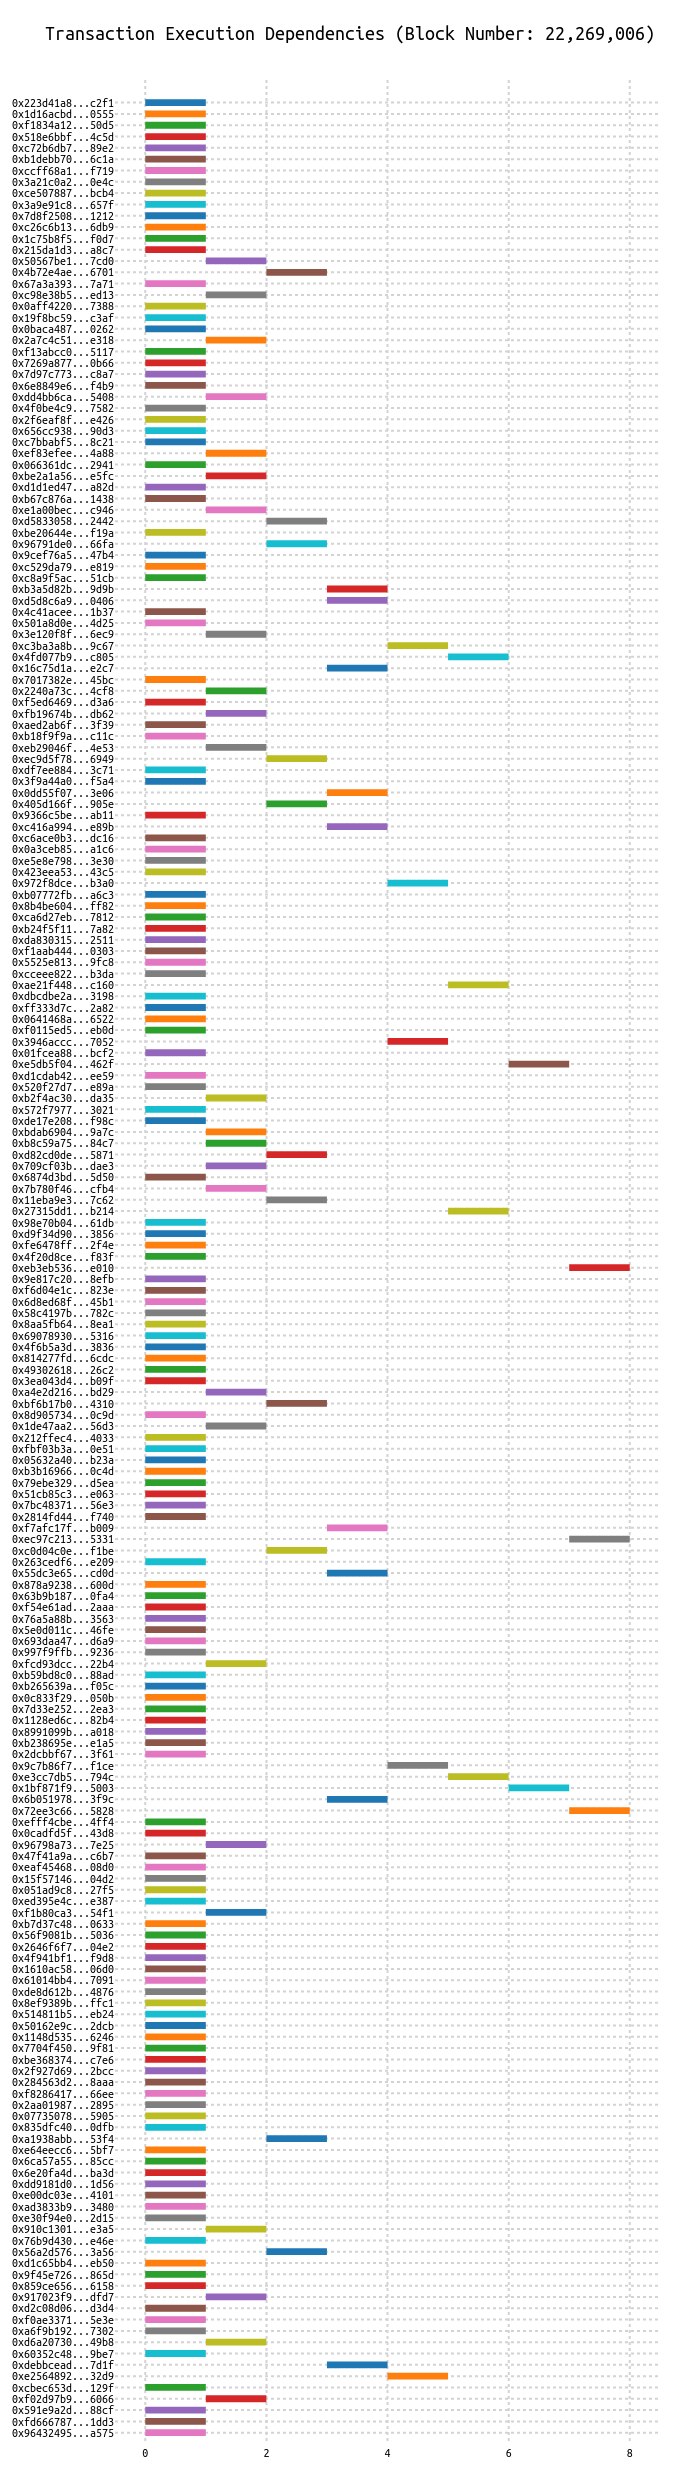 Transaction Execution Dependencies (Block Number: 22,269,006)
0x223d41a8...c2f1
0x1d16acbd...0555
0xf1834a12...50d5
0x518e6bbf...4c5d
0xc72b6db7...89e2
0xb1debb70...6c1a
0xccff68a1...f719
0x3a21c0a2...0e4c
0xce507887...bcb4
0x3a9e91c8...657f
0x7d8f2508...1212
0xc26c6b13...6db9
0x1c75b8f5...f0d7
0x215da1d3...a8c7
0x50567be1...7cd0
0x4b72e4ae...6701
0x67a3a393...7a71
0xc98e38b5...ed13
0x0aff4220...7388
0x19f8bc59...c3af
0x0baca487...0262
0x2a7c4c51...e318
0xf13abcc0...5117
0x7269a877...0b66
0x7d97c773...c8a7
0x6e8849e6...f4b9
0xdd4bb6ca...5408
0x4f0be4c9...7582
0x2f6eaf8f...e426
0x656cc938...90d3
0xc7bbabf5...8c21
0xef83efee...4a88
0x066361dc...2941
0xbe2a1a56...e5fc
0xd1d1ed47...a82d
0xb67c876a...1438
0xe1a00bec...c946
0xd5833058...2442
0xbe20644e...f19a
0x96791de0...66fa
0x9cef76a5...47b4
0xc529da79...e819
0xc8a9f5ac...51cb
0xb3a5d82b...9d9b
0xd5d8c6a9...0406
0x4c41acee...1b37
0x501a8d0e...4d25
0x3e120f8f...6ec9
0xc3ba3a8b...9c67
0x4fd077b9...c805
0x16c75d1a...e2c7
0x7017382e...45bc
0x2240a73c...4cf8
0xf5ed6469...d3a6
0xfb19674b...db62
0xaed2ab6f...3f39
0xb18f9f9a...c11c
0xeb29046f...4e53
0xec9d5f78...6949
0xdf7ee884...3c71
0x3f9a44a0...f5a4
0x0dd55f07...3e06
0x405d166f...905e
0x9366c5be...ab11
0xc416a994...e89b
0xc6ace0b3...dc16
0x0a3ceb85...a1c6
0xe5e8e798...3e30
0x423eea53...43c5
0x972f8dce...b3a0
0xb07772fb...a6c3
0x8b4be604...ff82
0xca6d27eb...7812
0xb24f5f11...7a82
0xda830315...2511
0xf1aab444...0303
0x5525e813...9fc8
0xcceee822...b3da
0xae21f448...c160
0xdbcdbe2a...3198
0xff333d7c...2a82
0x0641468a...6522
0xf0115ed5...eb0d
0x3946accc...7052
0x01fcea88...bcf2
0xe5db5f04...462f
0xd1cdab42...ee59
0x520f27d7...e89a
0xb2f4ac30...da35
0x572f7977...3021
0xde17e208...f98c
0xbdab6904...9a7c
0xb8c59a75...84c7
0xd82cd0de...5871
0x709cf03b...dae3
0x6874d3bd...5d50
0x7b780f46...cfb4
0x11eba9e3...7c62
0x27315dd1...b214
0x98e70b04...61db
0xd9f34d90...3856
0xfe6478ff...2f4e
0x4f20d8ce...f83f
0xeb3eb536...e010
0x9e817c20...8efb
0xf6d04e1c...823e
0x6d8ed68f...45b1
0x58c4197b...782c
0x8aa5fb64...8ea1
0x69078930...5316
0x4f6b5a3d...3836
0x814277fd...6cdc
0x49302618...26c2
0x3ea043d4...b09f
0xa4e2d216...bd29
0xbf6b17b0...4310
0x8d905734...0c9d
0x1de47aa2...56d3
0x212ffec4...4033
0xfbf03b3a...0e51
0x05632a40...b23a
0xb3b16966...0c4d
0x79ebe329...d5ea
0x51cb85c3...e063
0x7bc48371...56e3
0x2814fd44...f740
0xf7afc17f...b009
0xec97c213...5331
0xc0d04c0e...f1be
0x263cedf6...e209
0x55dc3e65...cd0d
0x878a9238...600d
0x63b9b187...0fa4
0xf54e61ad...2aaa
0x76a5a88b...3563
0x5e0d011c...46fe
0x693daa47...d6a9
0x997f9ffb...9236
0xfcd93dcc...22b4
0xb59bd8c0...88ad
0xb265639a...f05c
0x0c833f29...050b
0x7d33e252...2ea3
0x1128ed6c...82b4
0x8991099b...a018
0xb238695e...e1a5
0x2dcbbf67...3f61
0x9c7b86f7...f1ce
0xe3cc7db5...794c
0x1bf871f9...5003
0x6b051978...3f9c
0x72ee3c66...5828
0xefff4cbe...4ff4
0x0cadfd5f...43d8
0x96798a73...7e25
0x47f41a9a...c6b7
0xeaf45468...08d0
0x15f57146...04d2
0x051ad9c8...27f5
0xed395e4c...e387
0xf1b80ca3...54f1
0xb7d37c48...0633
0x56f9081b...5036
0x2646f6f7...04e2
0x4f941bf1...f9d8
0x1610ac58...06d0
0x61014bb4...7091
0xde8d612b...4876
0x8ef9389b...ffc1
0x514811b5...eb24
0x50162e9c...2dcb
0x1148d535...6246
0x7704f450...9f81
0xbe368374...c7e6
0x2f927d69...2bcc
0x284563d2...8aaa
0xf8286417...66ee
0x2aa01987...2895
0x07735078...5905
0x835dfc40...0dfb
0xa1938abb...53f4
0xe64eecc6...5bf7
0x6ca57a55...85cc
0x6e20fa4d...ba3d
0xdd9181d0...1d56
0xe00dc03e...4101
0xad3833b9...3480
0xe30f94e0...2d15
0x910c1301...e3a5
0x76b9d430...e46e
0x56a2d576...3a56
0xd1c65bb4...eb50
0x9f45e726...865d
0x859ce656...6158
0x917023f9...dfd7
0xd2c08d06...d3d4
0xf0ae3371...5e3e
0xa6f9b192...7302
0xd6a20730...49b8
0x60352c48...9be7
0xdebbcead...7d1f
0xe2564892...32d9
0xcbec653d...129f
0xf02d97b9...6066
0x591e9a2d...88cf
0xfd666787...1dd3
0x96432495...a575
0 2 4 6 8